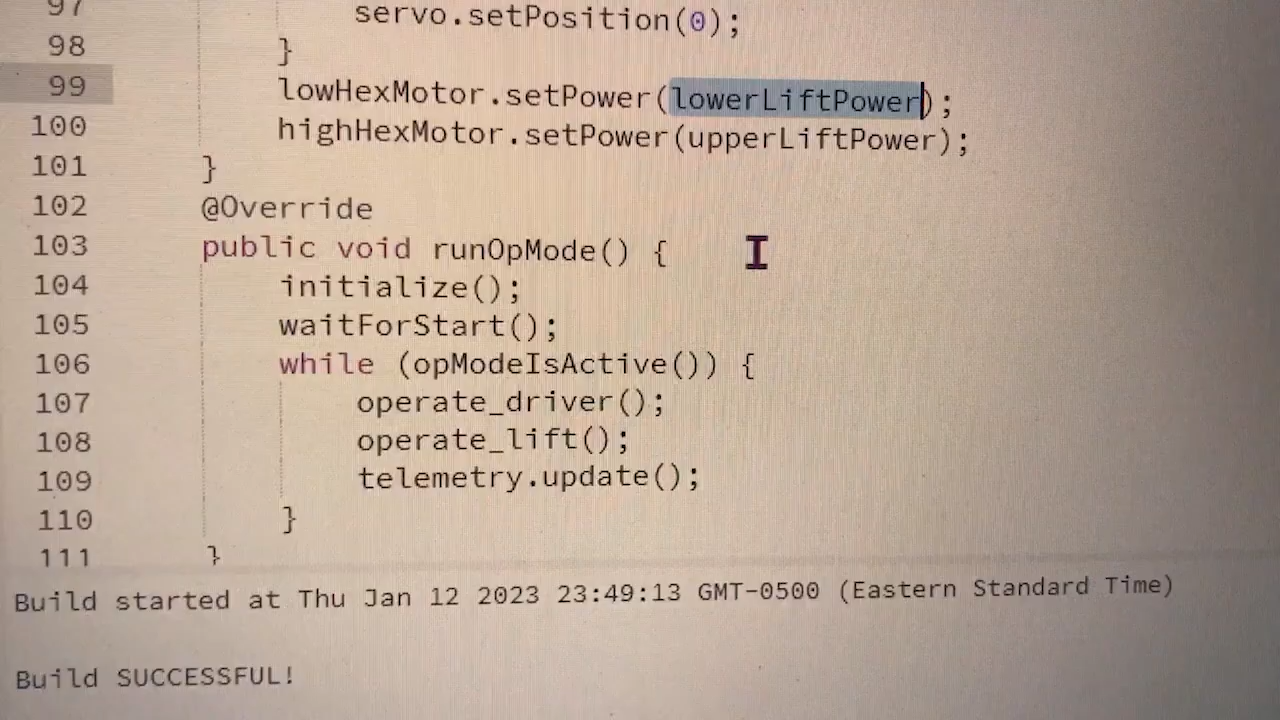 97 servo.setPosition(0);
98 }
99 lowHexMotor.setPower(lowerLiftPower);
100 highHexMotor.setPower(upperLiftPower);
101 }
102 @Override
103 public void runOpMode() {
104 initialize();
105 waitForStart();
106 while (opModeIsActive()) {
107 operate_driver();
108 operate_lift();
109 telemetry.update();
110 }
111 }
Build started at Thu Jan 12 2023 23:49:13 GMT-0500 (Eastern Standard Time)
Build SUCCESSFUL!